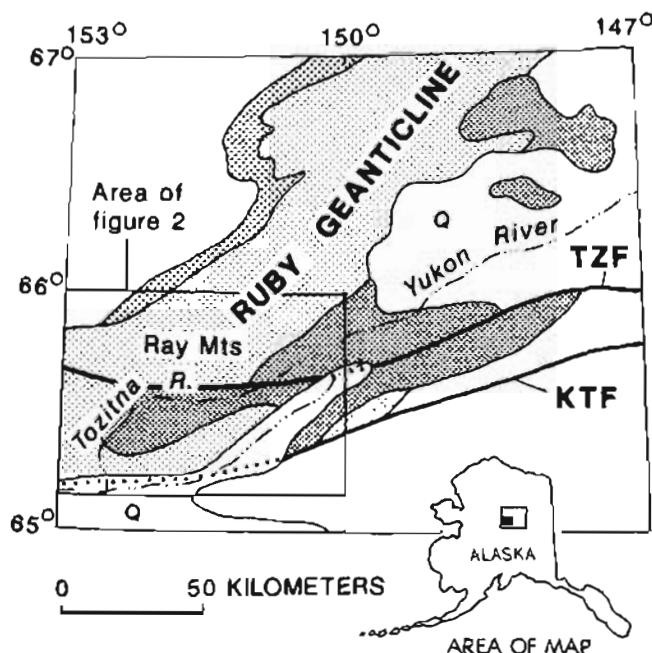 153° 150° 147°
67°
Area of
figure 2
RUBY GEANTICLINE
Q
Yukon River
66°
TZF
Ray Mts
Tozitna R.
KTF
65°
Q
0 50 KILOMETERS
ALASKA
AREA OF MAP